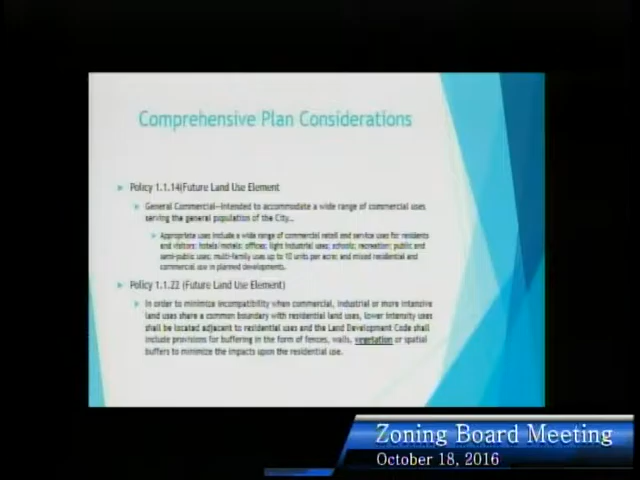 Comprehensive Plan Considerations
Policy 1.1.14(Future Land Use Element
General Commercial—Intended to accommodate a wide range of commercial uses
serving the general population of the City...
Appropriate uses include a wide range of commercial retail and service uses for residents
and visitors; hotels/motels; offices; light industrial uses; schools; recreation; public and
semi-public uses; multi-family uses up to 10 units per acre; and mixed residential and
commercial use in planned developments.
Policy 1.1.22 (Future Land Use Element)
In order to minimize incompatibility when commercial, industrial or more intensive
land uses share a common boundary with residential land uses, lower intensity uses
shall be located adjacent to residential uses and the Land Development Code shall
include provisions for buffering in the form of fences, walls, vegetation or spatial
buffers to minimize the impacts upon the residential use.
Zoning Board Meeting
October 18, 2016